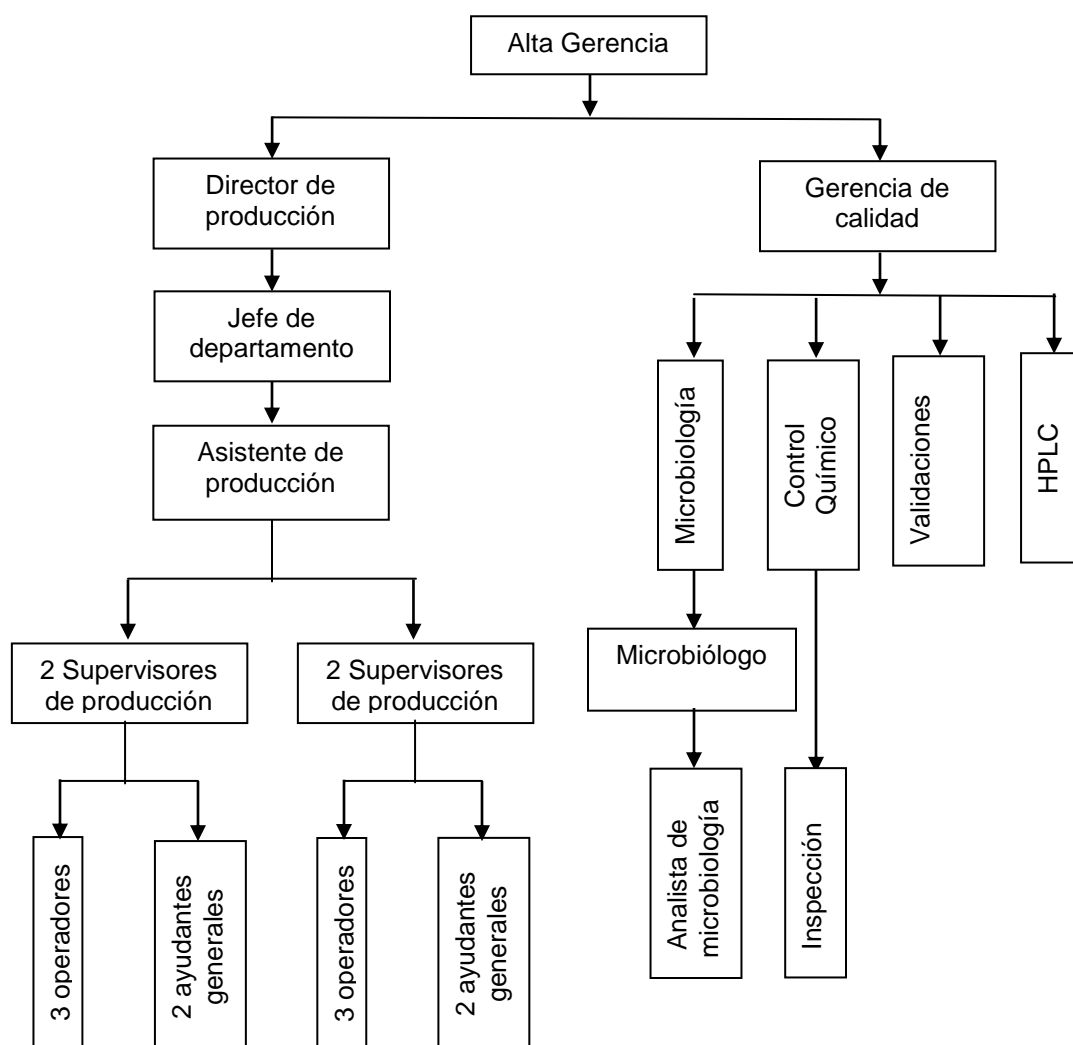 Alta Gerencia
Director de
producción
Gerencia de
calidad
Jefe de
departamento
Asistente de
producción
Microbiología
Control
Químico
Validaciones
HPLC
2 Supervisores
de producción
2 Supervisores
de producción
Microbiólogo
3 operadores
2 ayudantes
generales
3 operadores
2 ayudantes
generales
Analista de
microbiología
Inspección